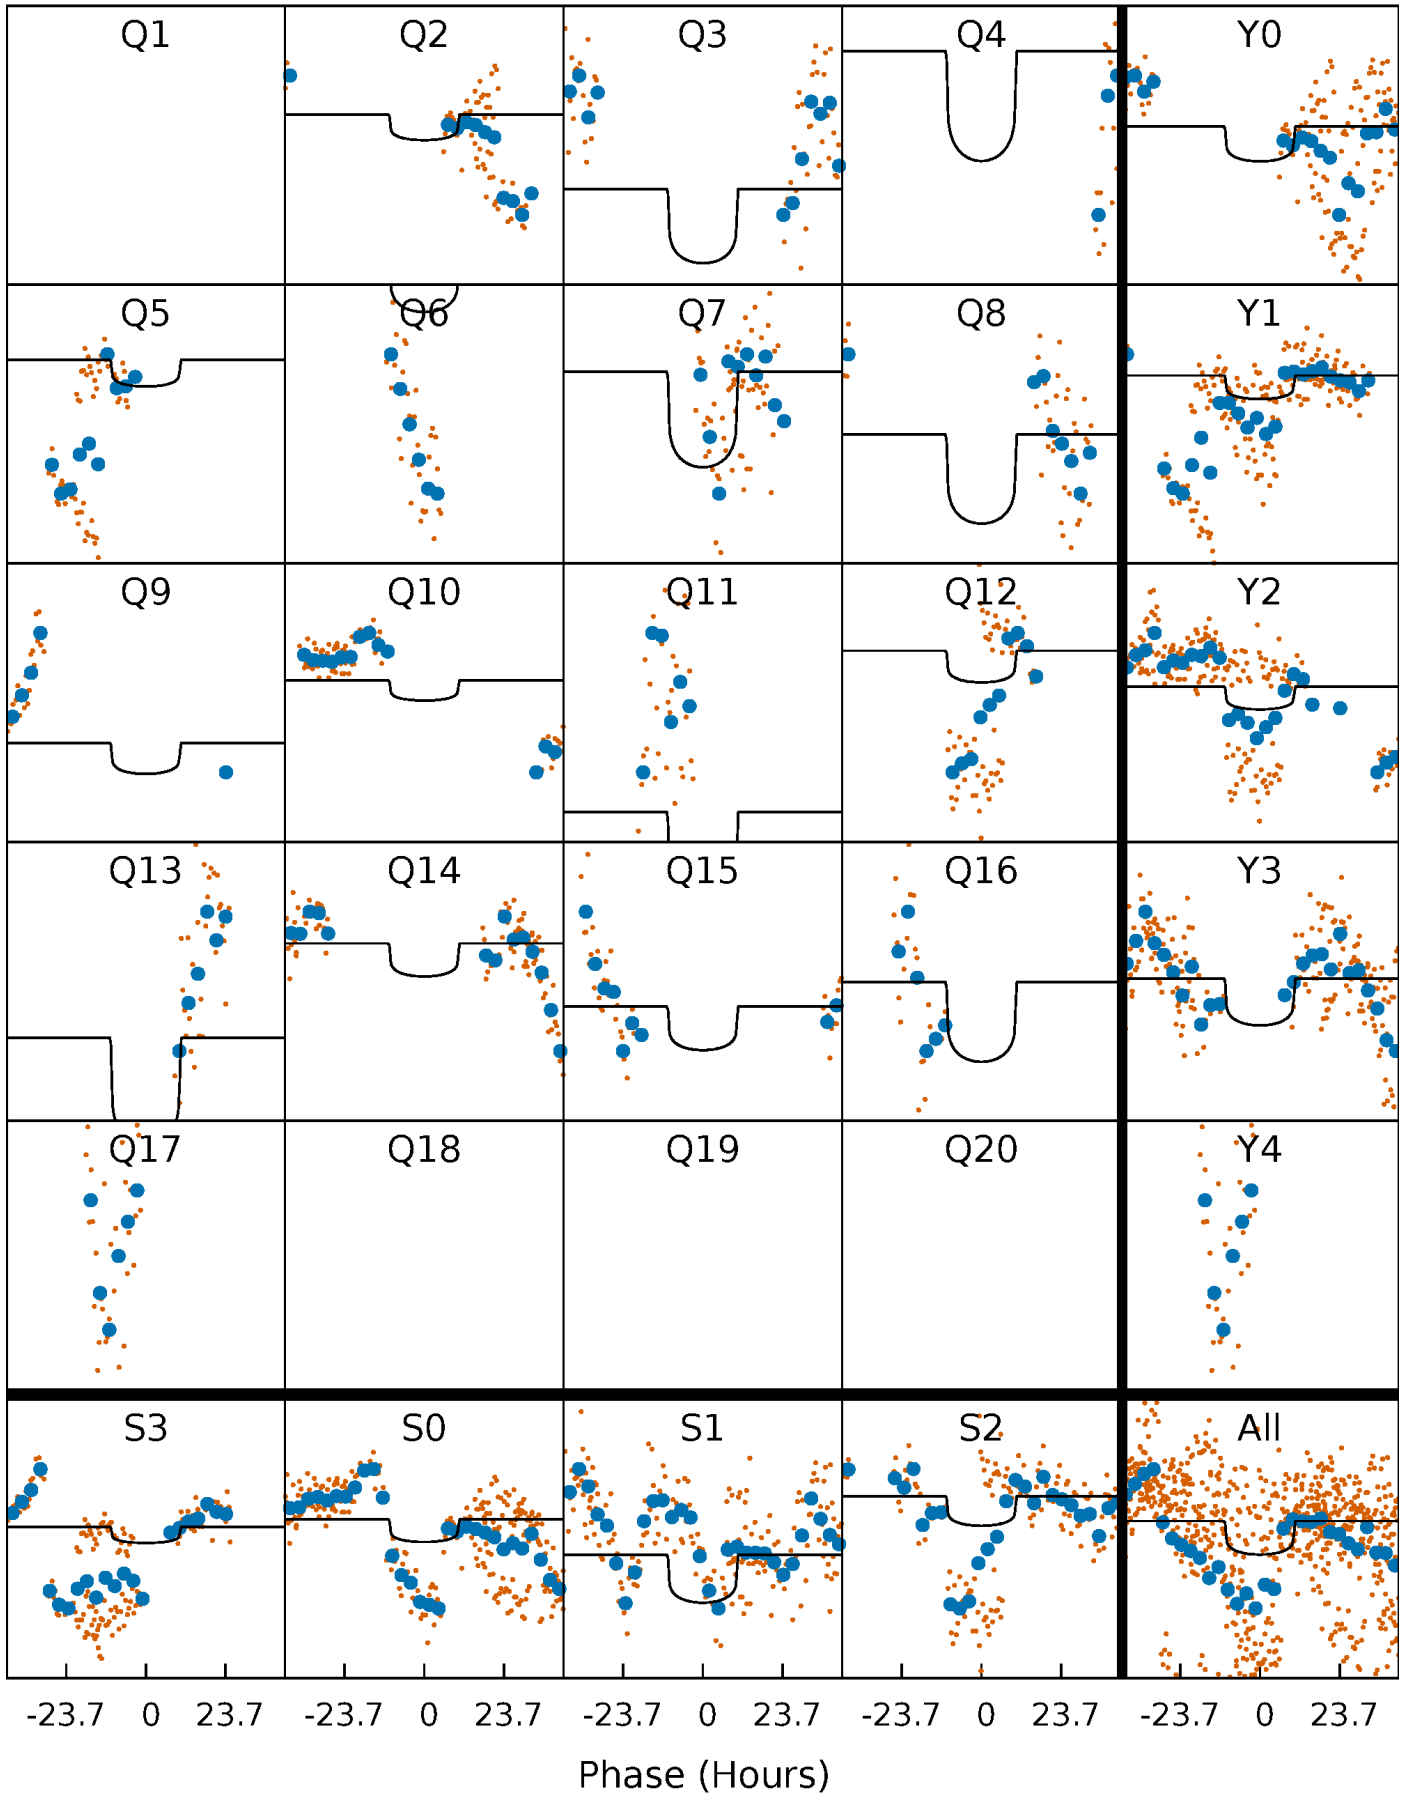 Q1 Q2 Q3 Q4 Y0
Q5 Q6 Q7 Q8 Y1
Q9 Q10 Q11 Q12 Y2
Q13 Q14 Q15 Q16 Y3
Q17 Q18 Q19 Q20 Y4
S3 S0 S1 S2 All
-23.7 0 23.7 -23.7 0 23.7 -23.7 0 23.7 -23.7 0 23.7 -23.7 0 23.7
Phase (Hours)